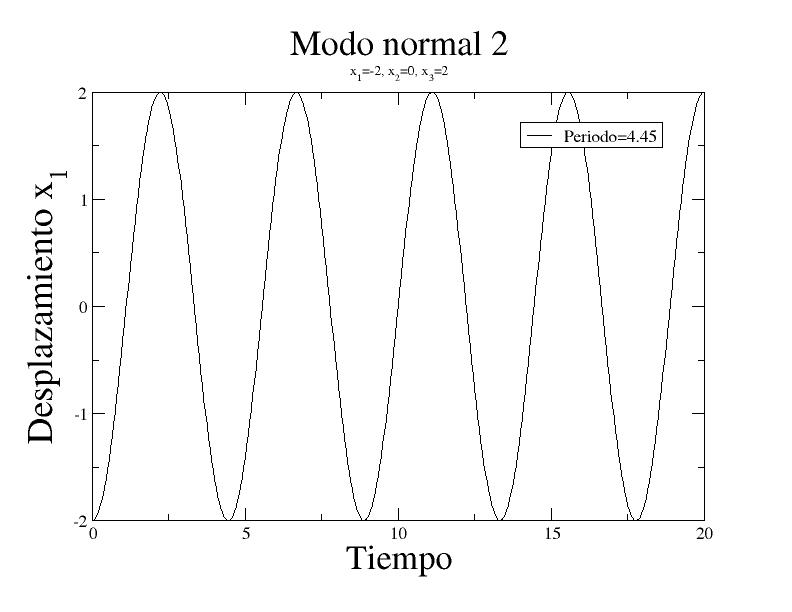 Modo normal 2
x₁=-2, x₂=0, x₃=2
2
Periodo=4.45
1
Desplazamiento x₁
0
-1
-2
0 5 10 15 20
Tiempo